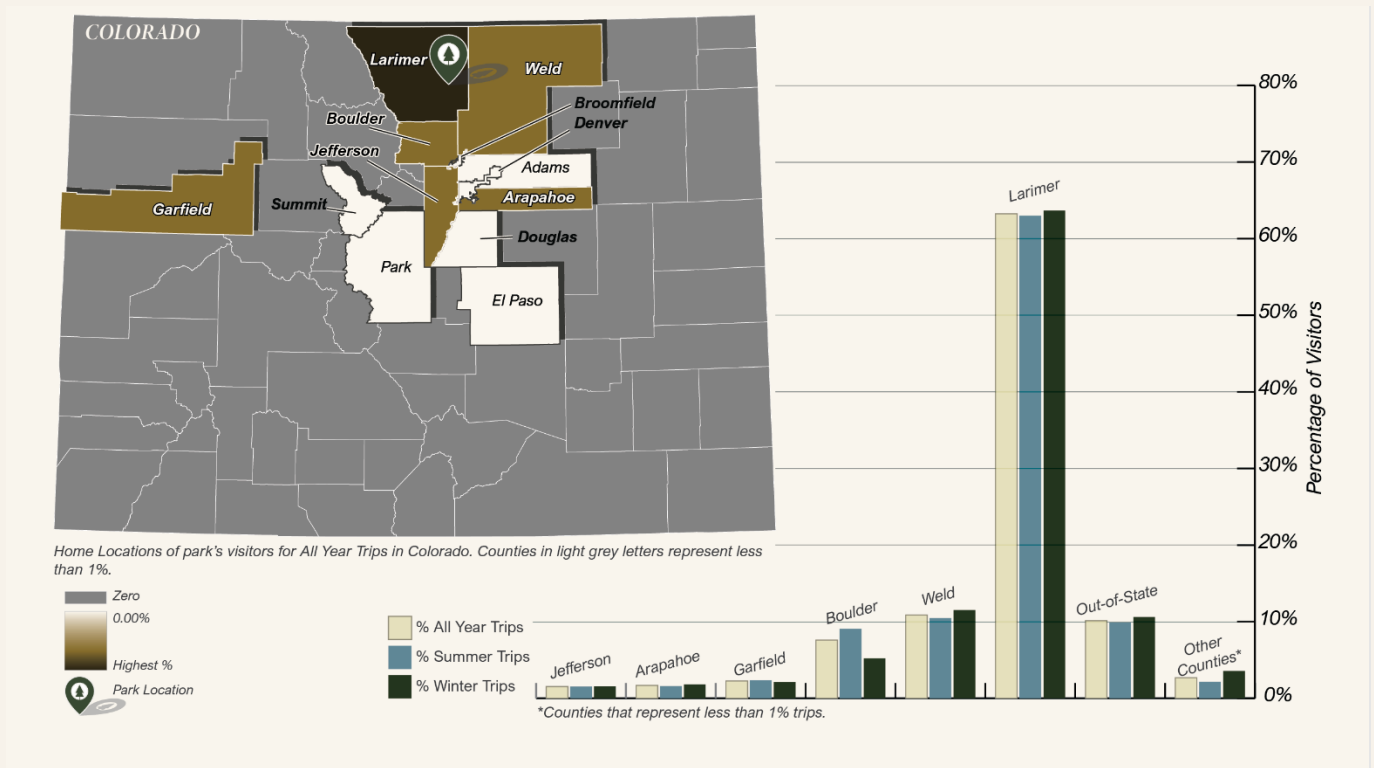 COLORADO
Larimer
Weld
Broomfield
Boulder
Denver
Jefferson
Adams
Arapahoe
Garfield
Summit
Douglas
Park
El Paso
Home Locations of park's visitors for All Year Trips in Colorado. Counties in light grey letters represent less
than 1%.
Zero
0.00%
Highest %
Park Location
% All Year Trips
% Summer Trips
% Winter Trips
Jefferson
Arapahoe
Garfield
Boulder
Weld
Larimer
Out-of-State
Other
Counties*
*Counties that represent less than 1% trips.
80%
70%
60%
50%
40%
30%
20%
10%
0%
Percentage of Visitors